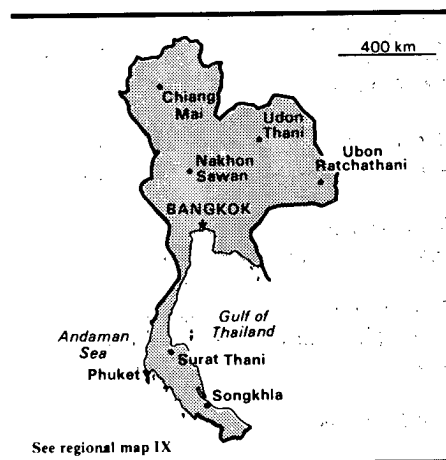 400 km
Chiang
Mai
Udon
Thani
Ubon
Ratchathani
Nakhon
Sawan
BANGKOK
Gulf of
Thailand
Andaman
Sea
Surat Thani
Phuket
Songkhla
See regional map IX